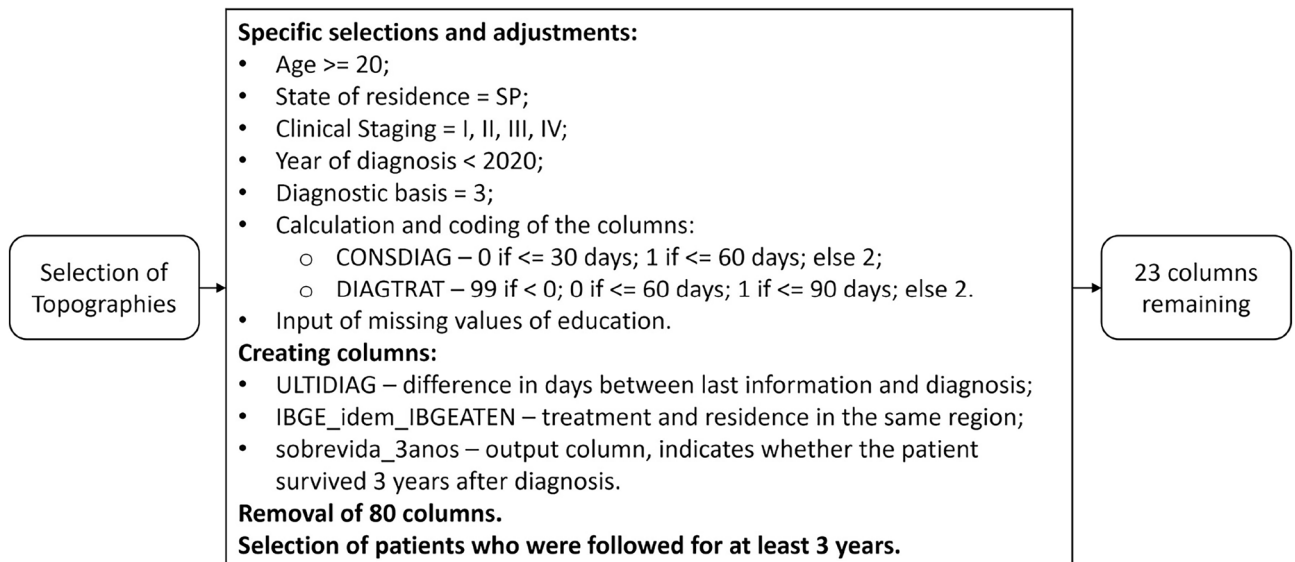 Selection of
Topographies
Specific selections and adjustments:
• Age >= 20;
• State of residence = SP;
• Clinical Staging = I, II, III, IV;
• Year of diagnosis < 2020;
• Diagnostic basis = 3;
• Calculation and coding of the columns:
o CONSDIAG – 0 if <= 30 days; 1 if <= 60 days; else 2;
o DIAGTRAT – 99 if < 0; 0 if <= 60 days; 1 if <= 90 days; else 2.
• Input of missing values of education.
Creating columns:
• ULTIDIAG – difference in days between last information and diagnosis;
• IBGE_idem_IBGEATEN – treatment and residence in the same region;
• sobrevida_3anos – output column, indicates whether the patient
survived 3 years after diagnosis.
Removal of 80 columns.
Selection of patients who were followed for at least 3 years.
23 columns
remaining